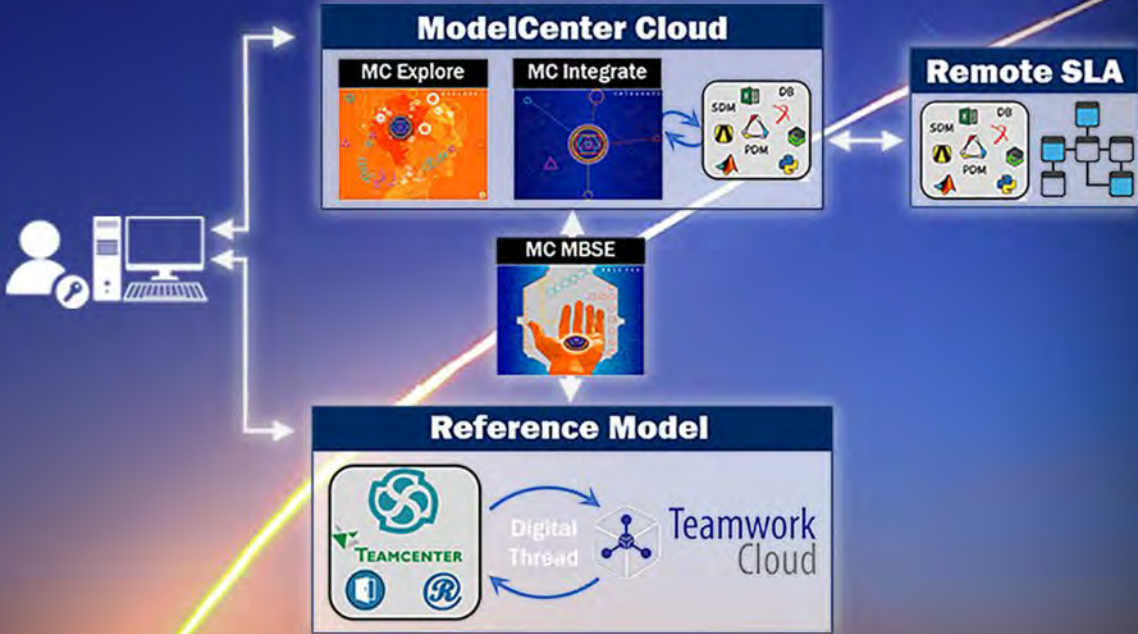 ModelCenter Cloud
MC Explore
MC Integrate
SDM
DB
PDM
Remote SLA
SDM
DB
PDM
MC MBSE
Reference Model
TEAMCENTER
Digital
Thread
Teamwork
Cloud